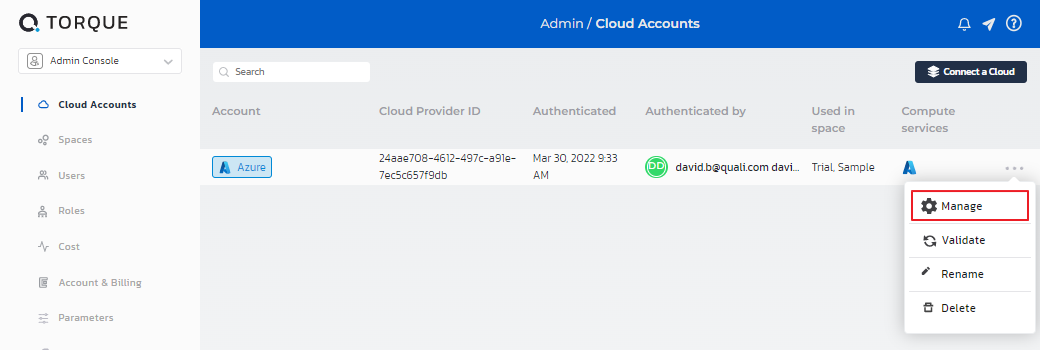 TORQUE
Admin / Cloud Accounts
Admin Console
Search
Connect a Cloud
Cloud Accounts
Spaces
Users
Roles
Cost
Account & Billing
Parameters
Account
Cloud Provider ID
Authenticated
Authenticated by
Used in
space
Compute
services
Azure
24aae708-4612-497c-a91e-
7ec5c657f9db
Mar 30, 2022 9:33
AM
DD
david.b@quali.com davi...
Trial, Sample
Manage
Validate
Rename
Delete